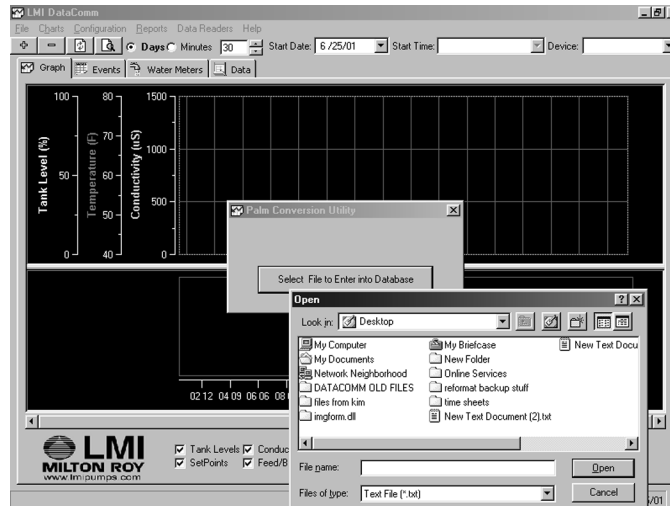 LMI DataComm
File Charts Configuration Reports Data Readers Help
Days Minutes 30 Start Date: 6 /25/01 Start Time: Device:
Graph Events Water Meters Data
Tank Level (%)
100
50
0
Temperature (F)
80
70
60
50
40
Conductivity (uS)
1500
1000
500
0
Palm Conversion Utility
Select File to Enter into Database
Open
Look in: Desktop
My Computer My Briefcase New Text Docu
My Documents New Folder
Network Neighborhood Online Services
DATACOMM OLD FILES reformat backup stuff
files from kim time sheets
imgform.dll New Text Document (2).txt
File name: Open
Files of type: Text File (*.txt) Cancel
02 12 04 09 06 06 08
LMI
MILTON ROY
www.lmipumps.com
Tank Levels Conduc
SetPoints Feed/B
/01